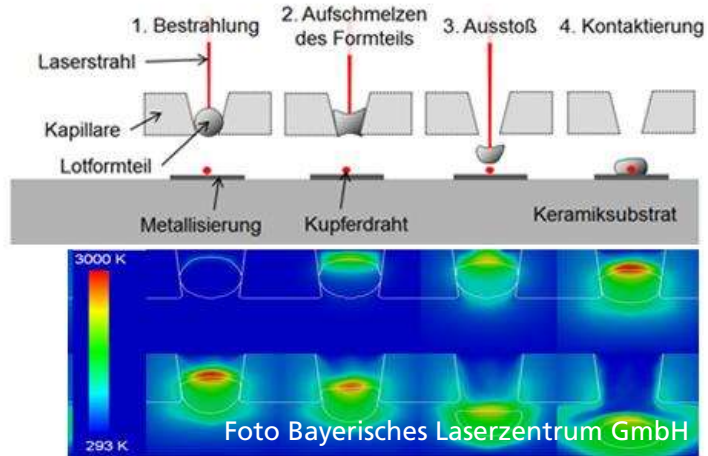 1. Bestrahlung
2. Aufschmelzen
des Formteils
3. Ausstoß
4. Kontaktierung
Laserstrahl
Kapillare
Lotformteil
Metallisierung
Kupferdraht
Keramiksubstrat
3000 K
293 K
Foto Bayerisches Laserzentrum GmbH